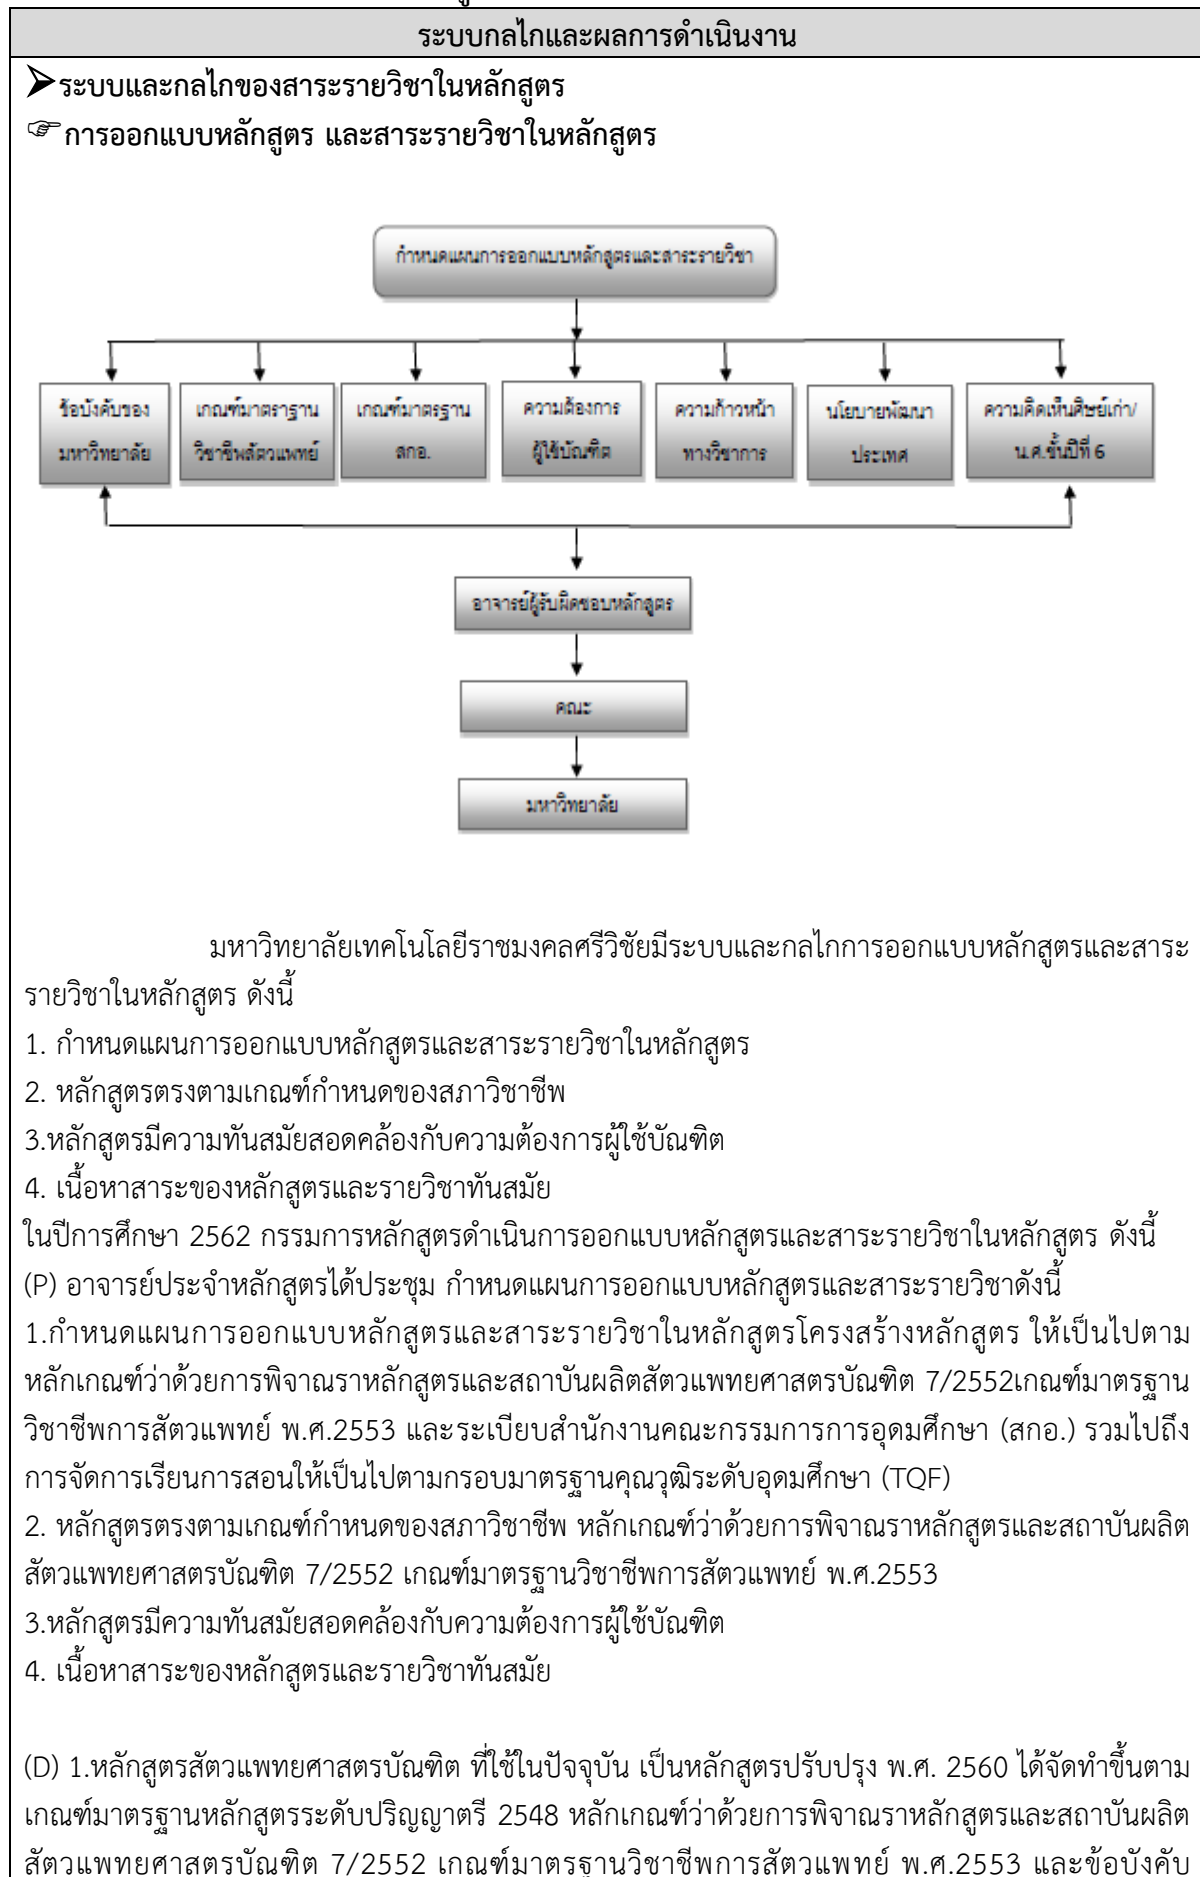 ระบบกลไกและผลการดำเนินงาน
➢ระบบและกลไกของสาระรายวิชาในหลักสูตร
☞การออกแบบหลักสูตร และสาระรายวิชาในหลักสูตร
กำหนดแผนการออกแบบหลักสูตรและสาระรายวิชา
ข้อบังคับของ
มหาวิทยาลัย
เกณฑ์มาตราฐาน
วิชาชีพสัตวแพทย์
เกณฑ์มาตรฐาน
สกอ.
ความต้องการ
ผู้ใช้บัณฑิต
ความก้าวหน้า
ทางวิชาการ
นโยบายพัฒนา
ประเทศ
ความคิดเห็นศิษย์เก่า/
น.ศ.ชั้นปีที่ 6
อาจารย์ผู้รับผิดชอบหลักสูตร
คณะ
มหาวิทยาลัย
มหาวิทยาลัยเทคโนโลยีราชมงคลศรีวิชัยมีระบบและกลไกการออกแบบหลักสูตรและสาระ
รายวิชาในหลักสูตร ดังนี้
1. กำหนดแผนการออกแบบหลักสูตรและสาระรายวิชาในหลักสูตร
2. หลักสูตรตรงตามเกณฑ์กำหนดของสภาวิชาชีพ
3.หลักสูตรมีความทันสมัยสอดคล้องกับความต้องการผู้ใช้บัณฑิต
4. เนื้อหาสาระของหลักสูตรและรายวิชาทันสมัย
ในปีการศึกษา 2562 กรรมการหลักสูตรดำเนินการออกแบบหลักสูตรและสาระรายวิชาในหลักสูตร ดังนี้
(P) อาจารย์ประจำหลักสูตรได้ประชุม กำหนดแผนการออกแบบหลักสูตรและสาระรายวิชาดังนี้
1.กำหนดแผนการออกแบบหลักสูตรและสาระรายวิชาในหลักสูตรโครงสร้างหลักสูตร ให้เป็นไปตาม
หลักเกณฑ์ว่าด้วยการพิจาณราหลักสูตรและสถาบันผลิตสัตวแพทยศาสตรบัณฑิต 7/2552เกณฑ์มาตรฐาน
วิชาชีพการสัตวแพทย์ พ.ศ.2553 และระเบียบสำนักงานคณะกรรมการการอุดมศึกษา (สกอ.) รวมไปถึง
การจัดการเรียนการสอนให้เป็นไปตามกรอบมาตรฐานคุณวุฒิระดับอุดมศึกษา (TQF)
2. หลักสูตรตรงตามเกณฑ์กำหนดของสภาวิชาชีพ หลักเกณฑ์ว่าด้วยการพิจาณราหลักสูตรและสถาบันผลิต
สัตวแพทยศาสตรบัณฑิต 7/2552 เกณฑ์มาตรฐานวิชาชีพการสัตวแพทย์ พ.ศ.2553
3.หลักสูตรมีความทันสมัยสอดคล้องกับความต้องการผู้ใช้บัณฑิต
4. เนื้อหาสาระของหลักสูตรและรายวิชาทันสมัย
(D) 1.หลักสูตรสัตวแพทยศาสตรบัณฑิต ที่ใช้ในปัจจุบัน เป็นหลักสูตรปรับปรุง พ.ศ. 2560 ได้จัดทำขึ้นตาม
เกณฑ์มาตรฐานหลักสูตรระดับปริญญาตรี 2548 หลักเกณฑ์ว่าด้วยการพิจาณราหลักสูตรและสถาบันผลิต
สัตวแพทยศาสตรบัณฑิต 7/2552 เกณฑ์มาตรฐานวิชาชีพการสัตวแพทย์ พ.ศ.2553 และข้อบังคับ